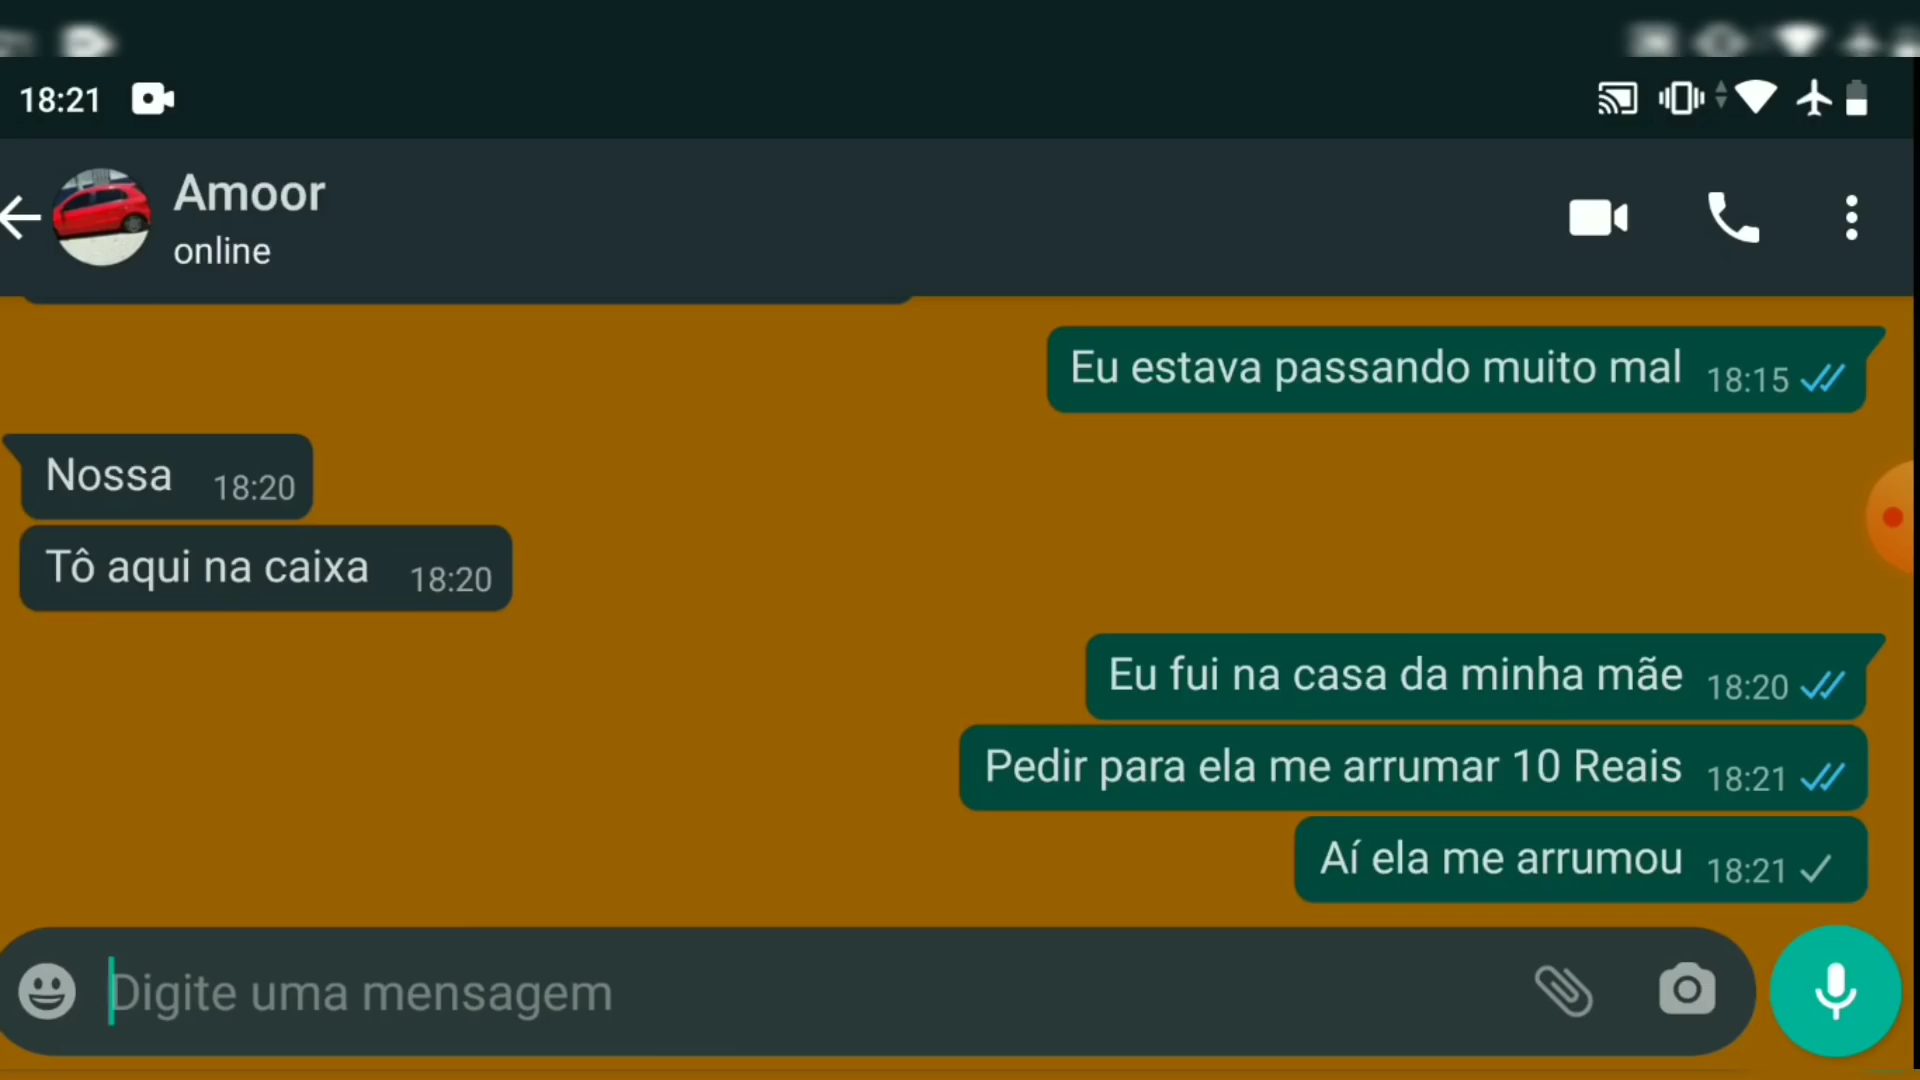 18:21
Amoor
online
Eu estava passando muito mal 18:15
Nossa 18:20
Tô aqui na caixa 18:20
Eu fui na casa da minha mãe 18:20
Pedir para ela me arrumar 10 Reais 18:21
Aí ela me arrumou 18:21
Digite uma mensagem